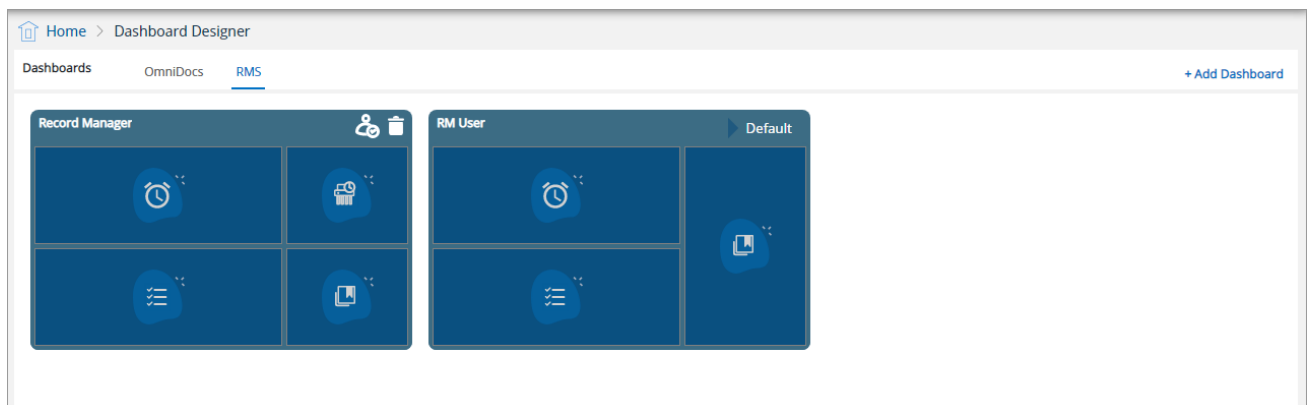 Home > Dashboard Designer
Dashboards OmniDocs RMS + Add Dashboard
Record Manager
RM User Default